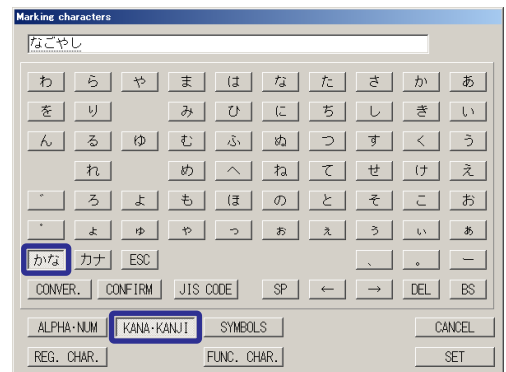 Marking characters
なごやし
わ ら や ま は な た さ か あ
を り み ひ に ち し き い
ん る ゆ む ふ ぬ つ す く う
れ め へ ね て せ け え
゛ ろ よ も ほ の と そ こ お
゜ ょ ゅ ゃ っ ぉ ぇ ぅ ぃ ぁ
かな カナ ESC 、 。 ー
CONVER. CONFIRM JIS CODE SP ← → DEL BS
ALPHA・NUM KANA・KANJI SYMBOLS CANCEL
REG. CHAR. FUNC. CHAR. SET